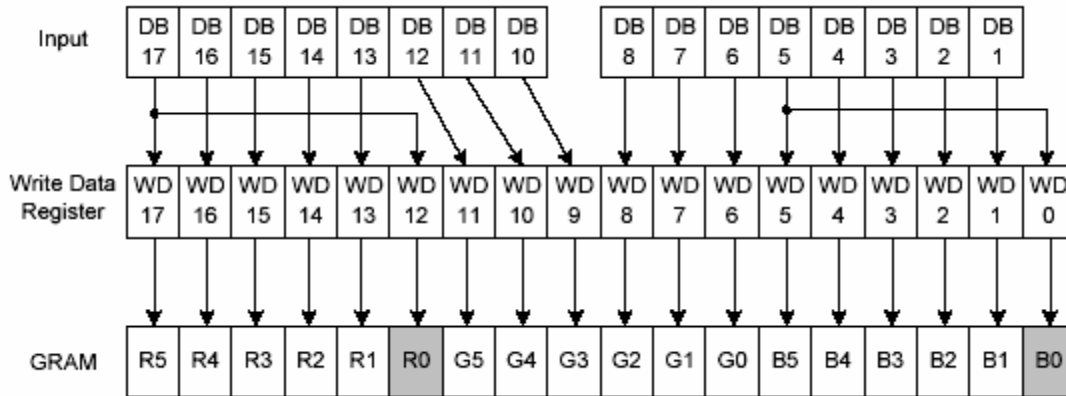 Input DB DB DB DB DB DB DB DB DB DB DB DB DB DB DB DB
17 16 15 14 13 12 11 10 8 7 6 5 4 3 2 1
Write Data WD WD WD WD WD WD WD WD WD WD WD WD WD WD WD WD WD WD
Register 17 16 15 14 13 12 11 10 9 8 7 6 5 4 3 2 1 0
GRAM R5 R4 R3 R2 R1 R0 G5 G4 G3 G2 G1 G0 B5 B4 B3 B2 B1 B0